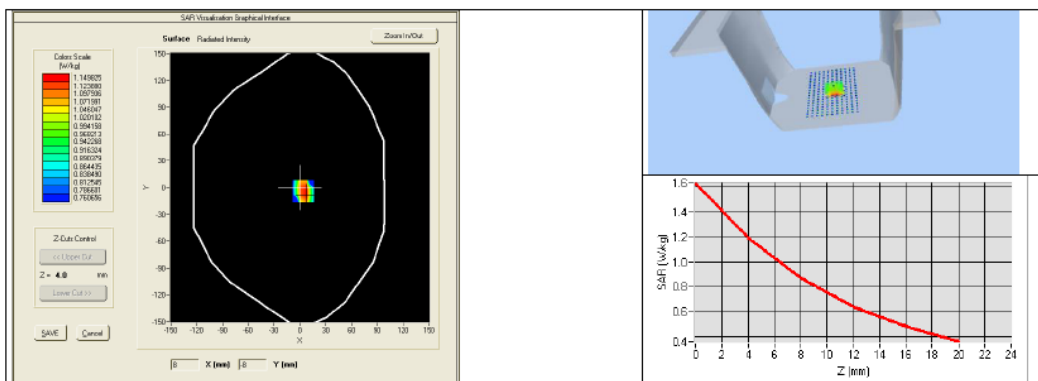 SAR Visualisation Graphical Interface
Surface Radiated Intensity
Zoom In/Out
Colors Scale
(W/kg)
1.149825
1.123880
1.097936
1.071991
1.046047
1.020102
0.994158
0.968213
0.942268
0.916324
0.890379
0.864435
0.838490
0.812545
0.786601
0.760656
Z-Cuts Control
<< Upper Cut
Z = 4.0 mm
Lower Cut >>
SAVE Cancel
150
120
90
60
30
0
-30
-60
-90
-120
-150
Y
-150 -120 -90 -60 -30 0 30 60 90 120 150
X
8 X (mm) -8 Y (mm)
1.6
1.4
1.2
1.0
0.8
0.6
0.4
SAR (W/kg)
0 2 4 6 8 10 12 14 16 18 20 22 24
Z (mm)